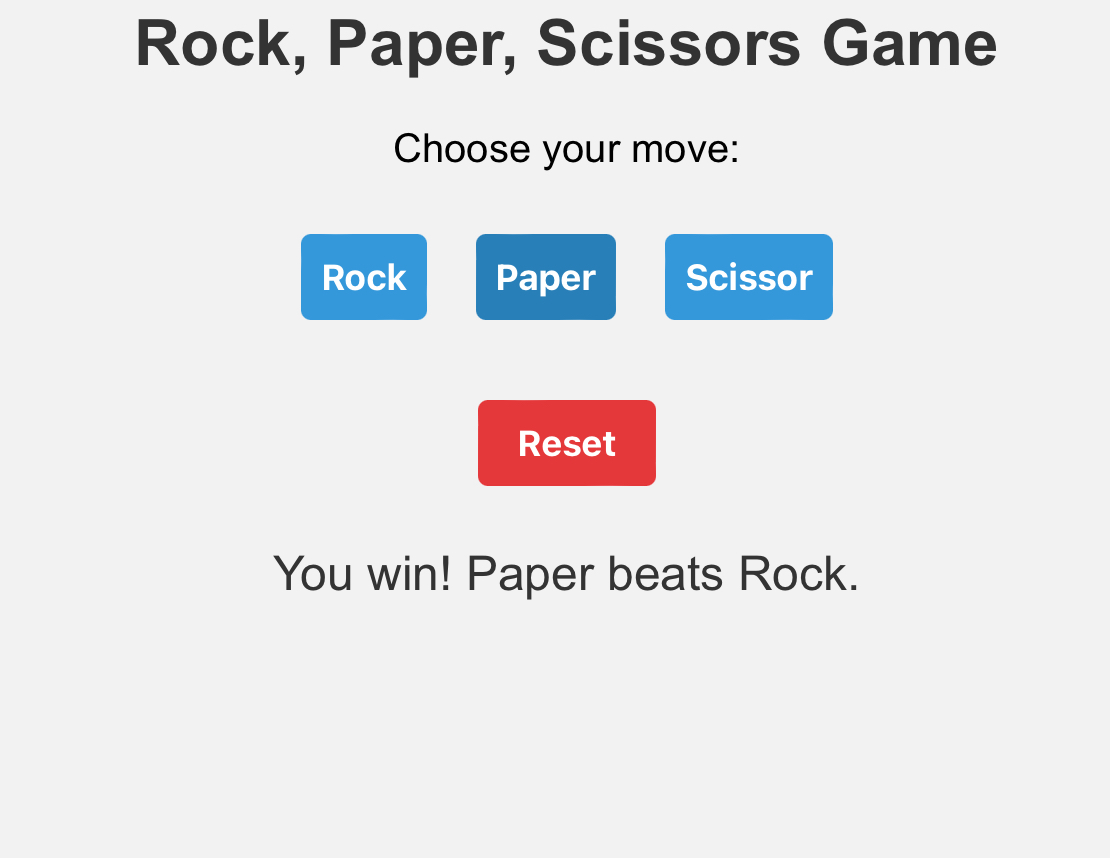 Rock, Paper, Scissors Game
Choose your move:
Rock Paper Scissor
Reset
You win! Paper beats Rock.